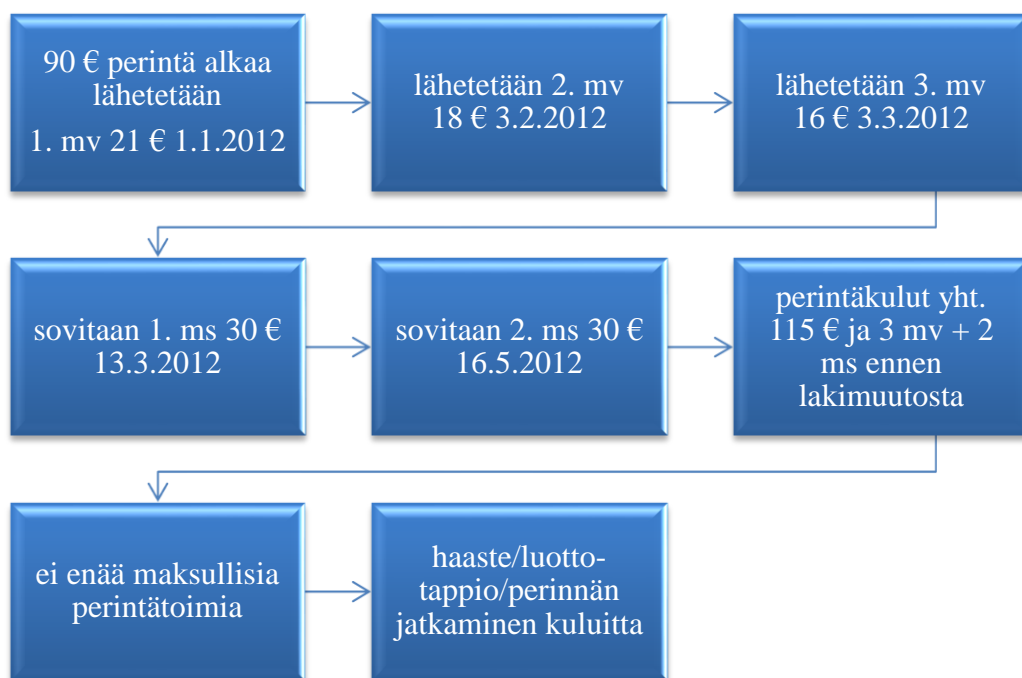 90 € perintä alkaa
lähetetään
1. mv 21 € 1.1.2012
lähetetään 2. mv
18 € 3.2.2012
lähetetään 3. mv
16 € 3.3.2012
sovitaan 1. ms 30 €
13.3.2012
sovitaan 2. ms 30 €
16.5.2012
perintäkulut yht.
115 € ja 3 mv + 2
ms ennen
lakimuutosta
ei enää maksullisia
perintätoimia
haaste/luotto-
tappio/perinnän
jatkaminen kuluitta